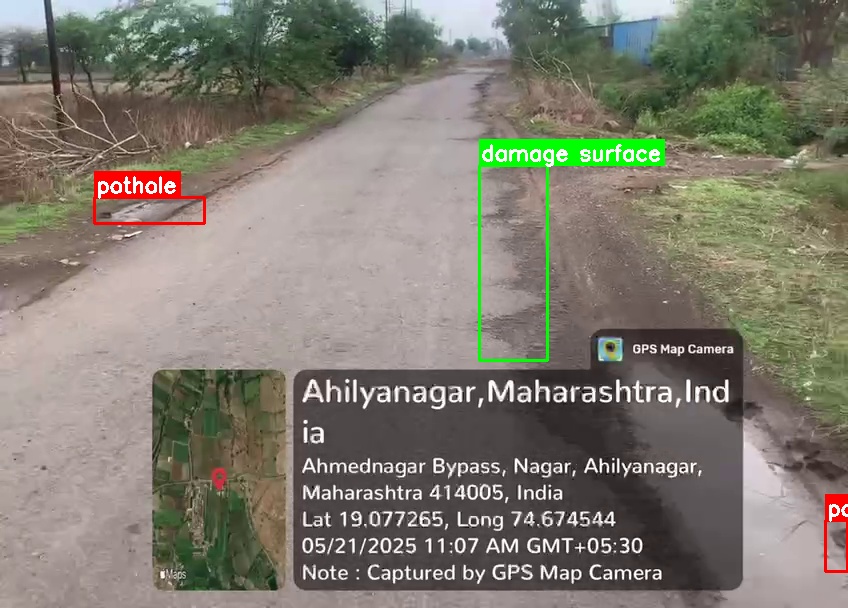 damage surface
pothole
GPS Map Camera
Ahilyanagar,Maharashtra,Ind
ia
Ahmednagar Bypass, Nagar, Ahilyanagar,
Maharashtra 414005, India
Lat 19.077265, Long 74.674544
05/21/2025 11:07 AM GMT+05:30
Note : Captured by GPS Map Camera
po
Maps